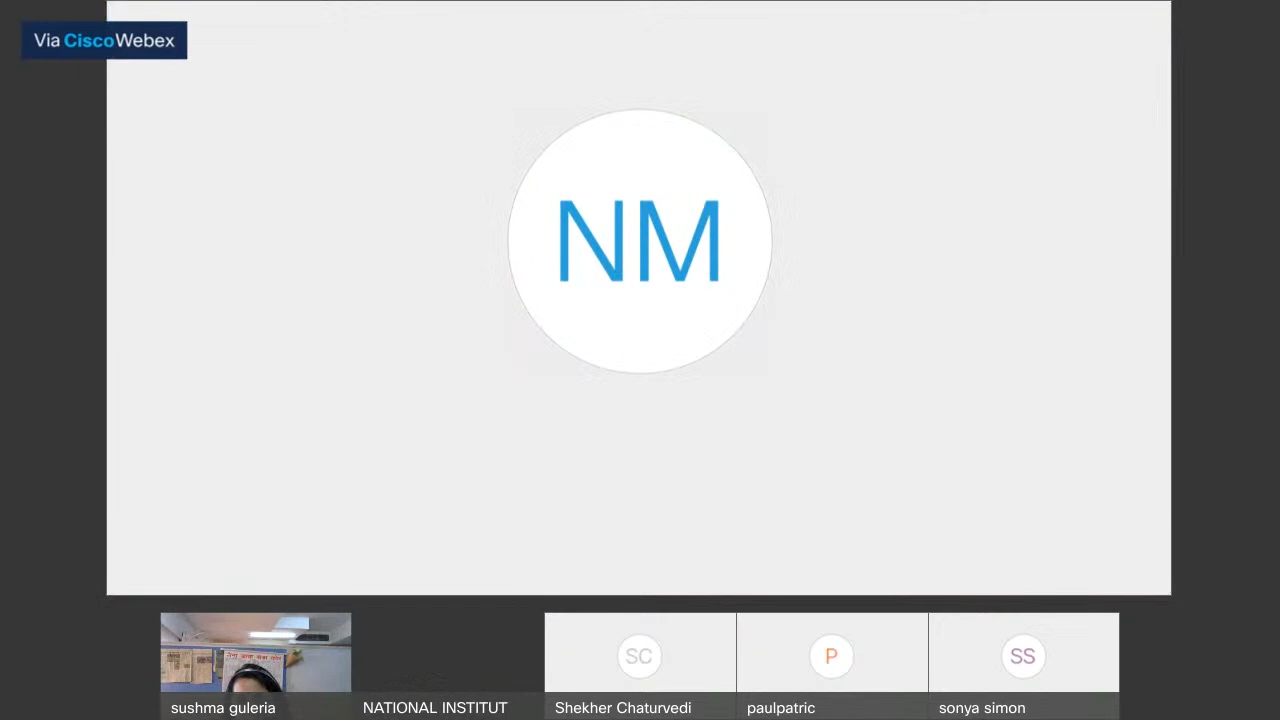 Via CiscoWebex
NM
SC
P
SS
sushma guleria
NATIONAL INSTITUT
Shekher Chaturvedi
paulpatric
sonya simon